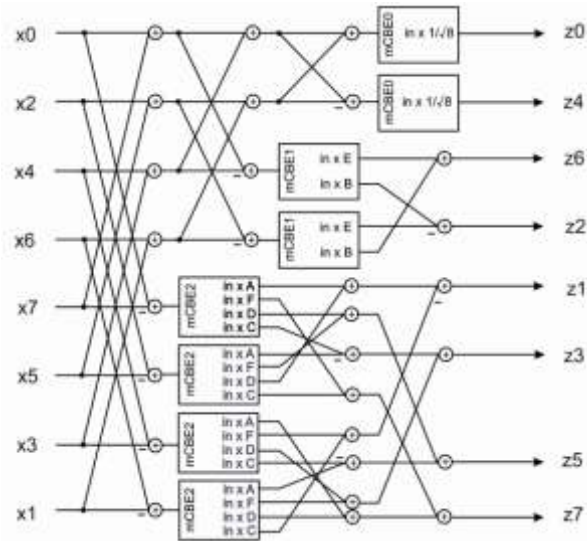 x0 mCBE0 in x 1/√8 z0
x2 mCBE0 in x 1/√8 z4
x4 mCBE1 in x E z6
in x B
x6 mCBE1 in x E z2
in x B
x7 mCBE2 in x A z1
in x F
in x D
in x C
x5 mCBE2 in x A z3
in x F
in x D
in x C
x3 mCBE2 in x A z5
in x F
in x D
in x C
x1 mCBE2 in x A z7
in x F
in x D
in x C